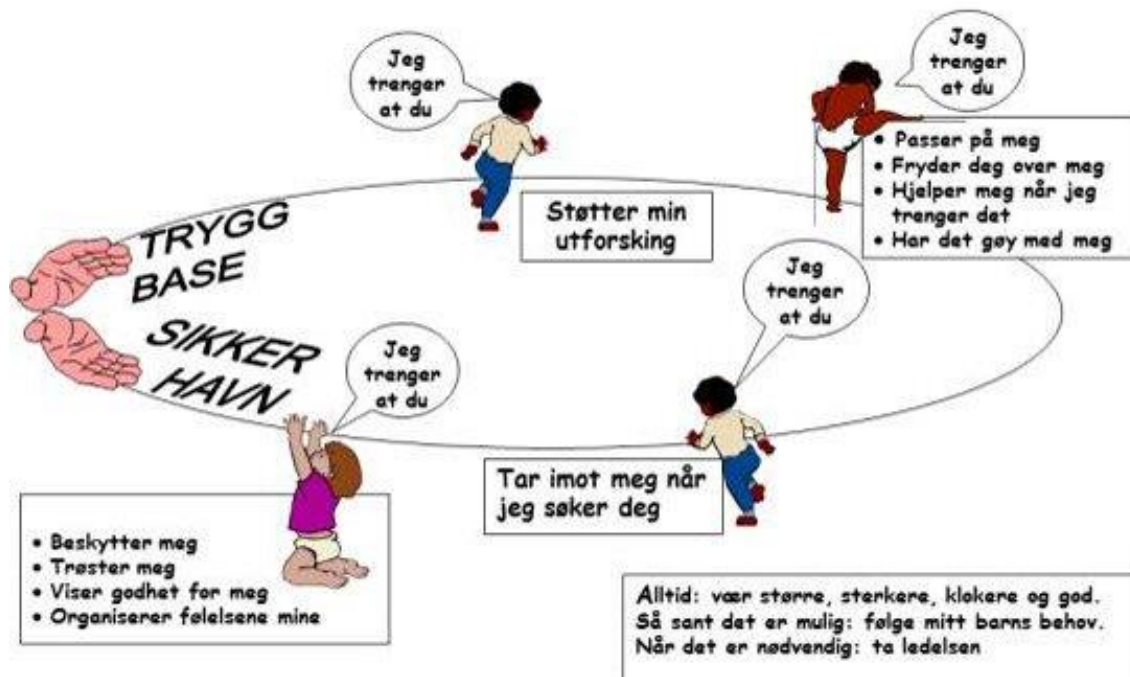 Jeg
trenger
at du
Jeg
trenger
at du
• Passer på meg
• Fryder deg over meg
• Hjelper meg når jeg
trenger det
• Har det gøy med meg
Støtter min
utforsking
TRYGG
BASE
Jeg
trenger
at du
SIKKER
HAVN
Jeg
trenger
at du
Tar imot meg når
jeg søker deg
• Beskytter meg
• Trøster meg
• Viser godhet for meg
• Organiserer følelsene mine
Alltid: vær større, sterkere, klokere og god.
Så sant det er mulig: følge mitt barns behov.
Når det er nødvendig: ta ledelsen